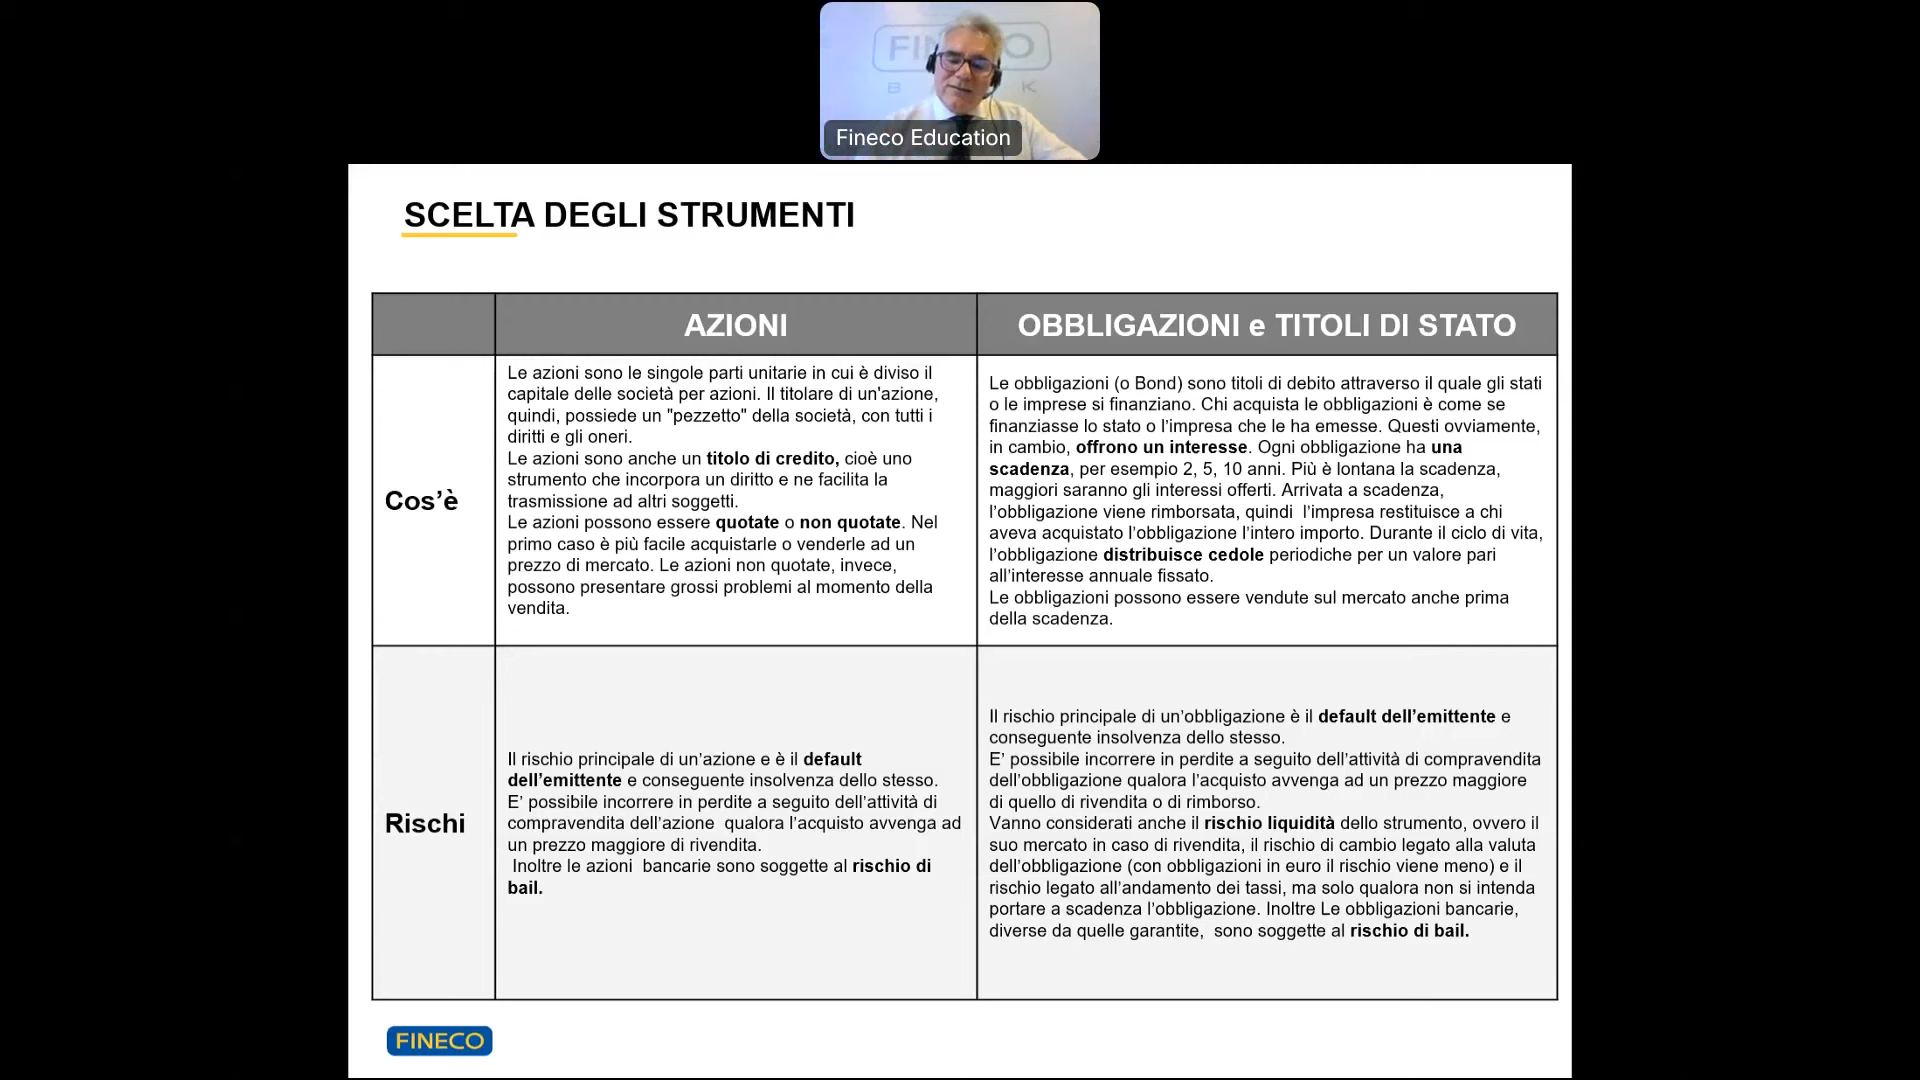 FINECO
B K
Fineco Education
SCELTA DEGLI STRUMENTI
AZIONI
OBBLIGAZIONI e TITOLI DI STATO
Cos’è
Le azioni sono le singole parti unitarie in cui è diviso il
capitale delle società per azioni. Il titolare di un'azione,
quindi, possiede un "pezzetto" della società, con tutti i
diritti e gli oneri.
Le azioni sono anche un titolo di credito, cioè uno
strumento che incorpora un diritto e ne facilita la
trasmissione ad altri soggetti.
Le azioni possono essere quotate o non quotate. Nel
primo caso è più facile acquistarle o venderle ad un
prezzo di mercato. Le azioni non quotate, invece,
possono presentare grossi problemi al momento della
vendita.
Le obbligazioni (o Bond) sono titoli di debito attraverso il quale gli stati
o le imprese si finanziano. Chi acquista le obbligazioni è come se
finanziasse lo stato o l’impresa che le ha emesse. Questi ovviamente,
in cambio, offrono un interesse. Ogni obbligazione ha una
scadenza, per esempio 2, 5, 10 anni. Più è lontana la scadenza,
maggiori saranno gli interessi offerti. Arrivata a scadenza,
l’obbligazione viene rimborsata, quindi l’impresa restituisce a chi
aveva acquistato l’obbligazione l’intero importo. Durante il ciclo di vita,
l’obbligazione distribuisce cedole periodiche per un valore pari
all’interesse annuale fissato.
Le obbligazioni possono essere vendute sul mercato anche prima
della scadenza.
Rischi
Il rischio principale di un’azione e è il default
dell’emittente e conseguente insolvenza dello stesso.
E’ possibile incorrere in perdite a seguito dell’attività di
compravendita dell’azione qualora l’acquisto avvenga ad
un prezzo maggiore di rivendita.
Inoltre le azioni bancarie sono soggette al rischio di
bail.
Il rischio principale di un’obbligazione è il default dell’emittente e
conseguente insolvenza dello stesso.
E’ possibile incorrere in perdite a seguito dell’attività di compravendita
dell’obbligazione qualora l’acquisto avvenga ad un prezzo maggiore
di quello di rivendita o di rimborso.
Vanno considerati anche il rischio liquidità dello strumento, ovvero il
suo mercato in caso di rivendita, il rischio di cambio legato alla valuta
dell’obbligazione (con obbligazioni in euro il rischio viene meno) e il
rischio legato all’andamento dei tassi, ma solo qualora non si intenda
portare a scadenza l’obbligazione. Inoltre Le obbligazioni bancarie,
diverse da quelle garantite, sono soggette al rischio di bail.
FINECO